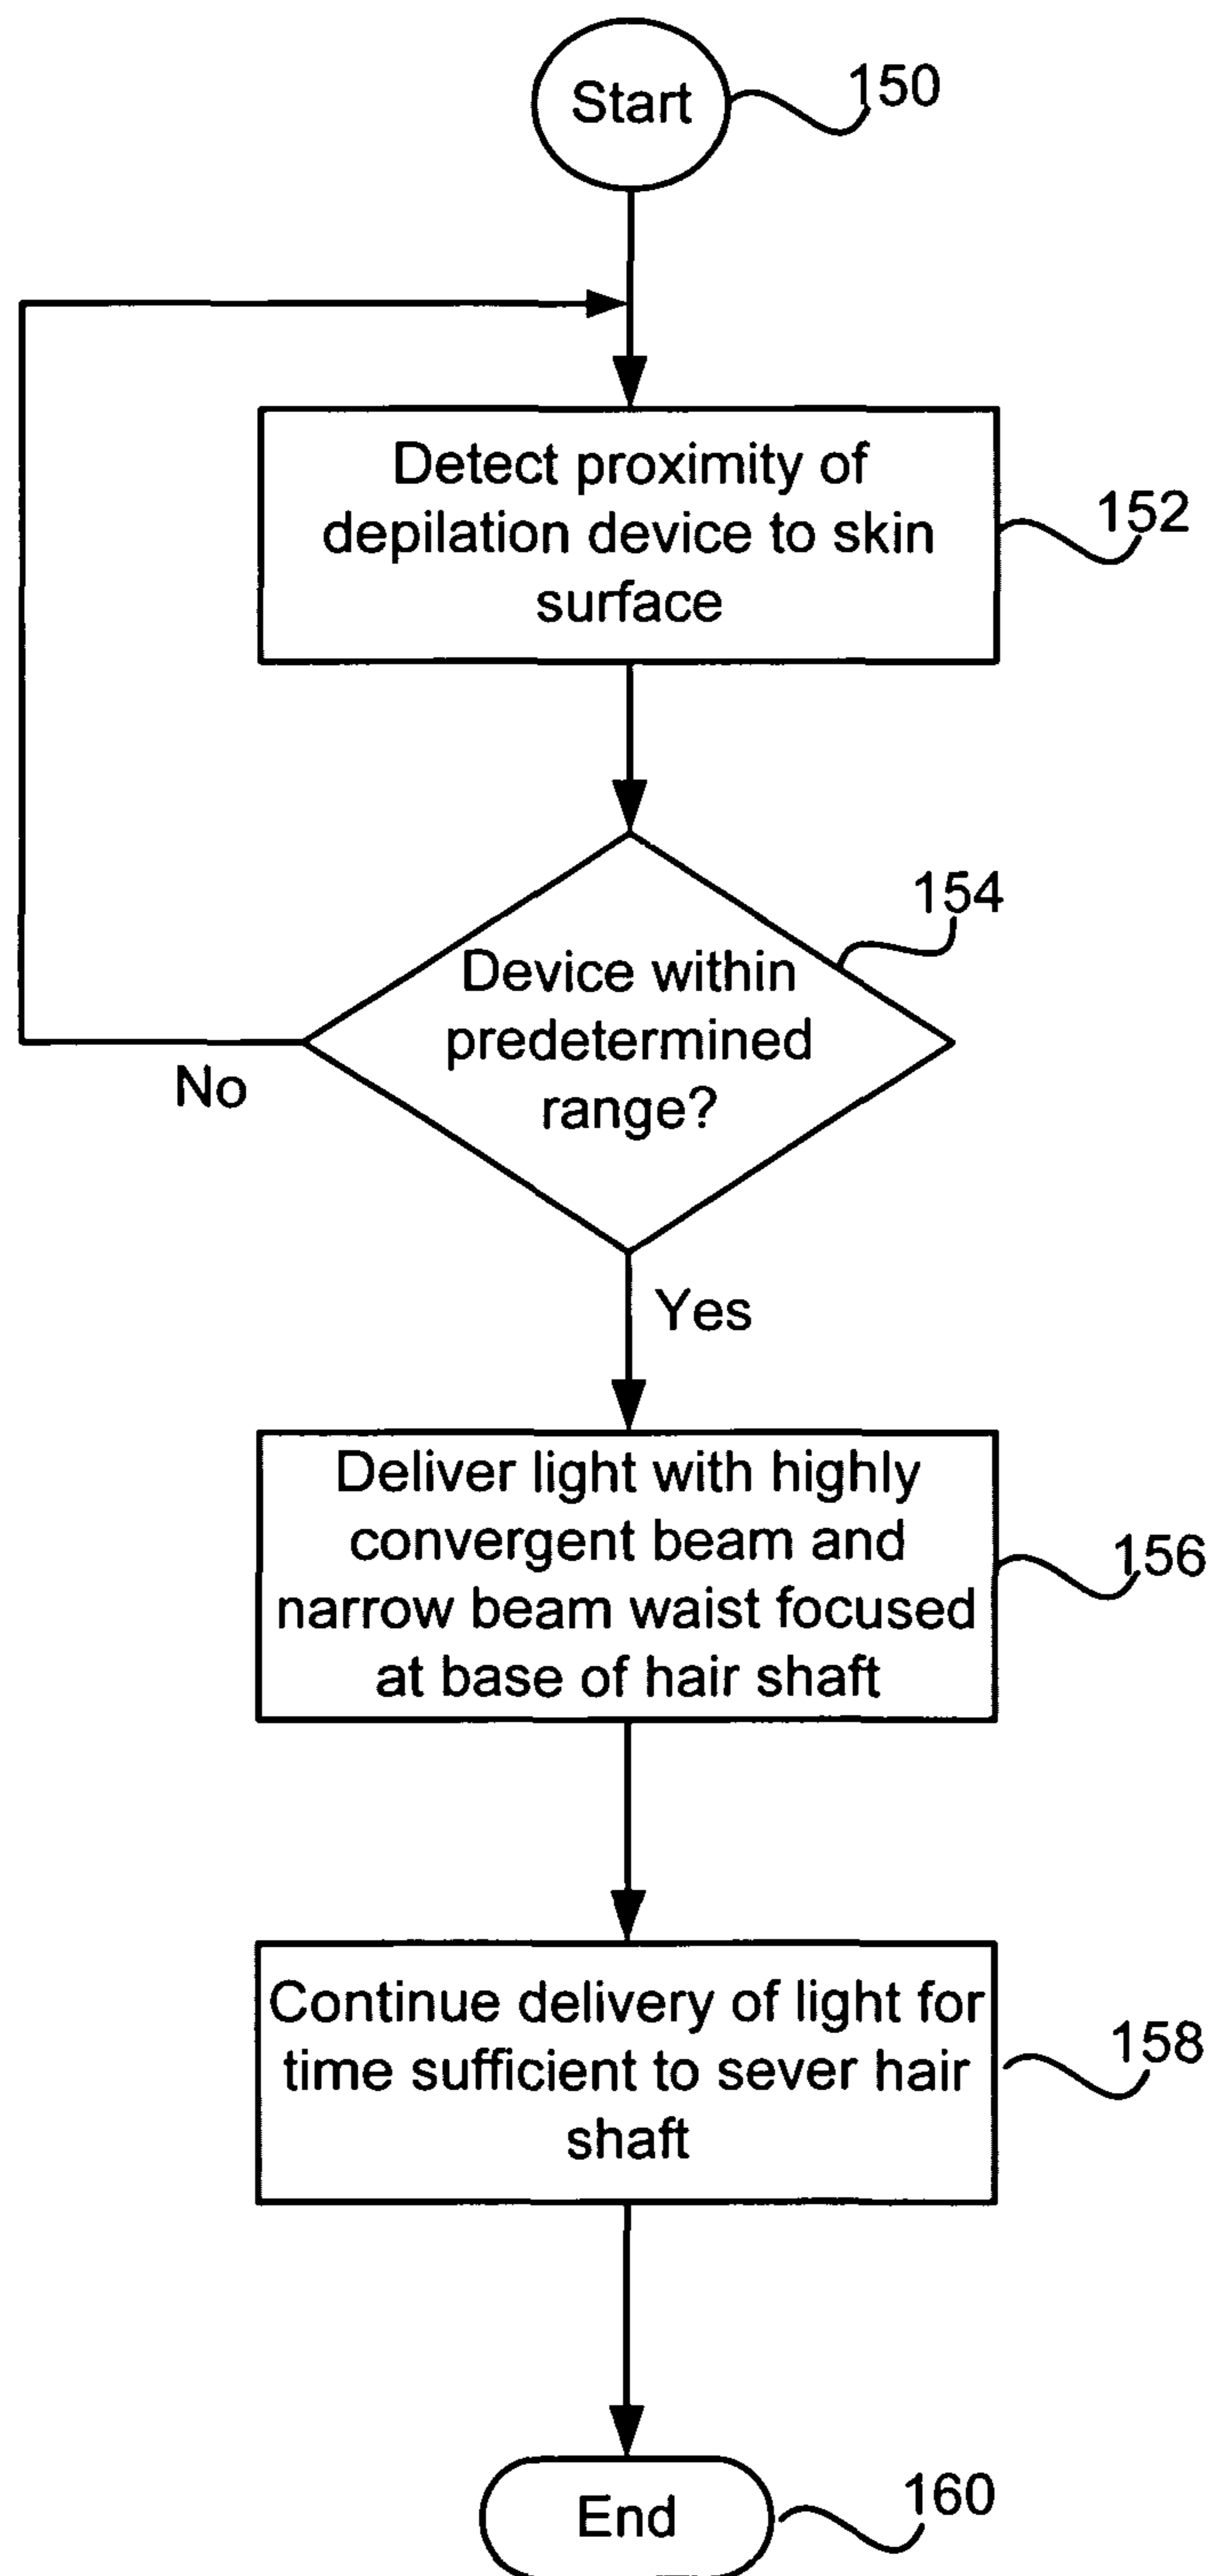 Start
150
Detect proximity of
depilation device to skin
surface
152
154
Device within
predetermined
range?
No
Yes
Deliver light with highly
convergent beam and
narrow beam waist focused
at base of hair shaft
156
Continue delivery of light for
time sufficient to sever hair
shaft
158
End
160